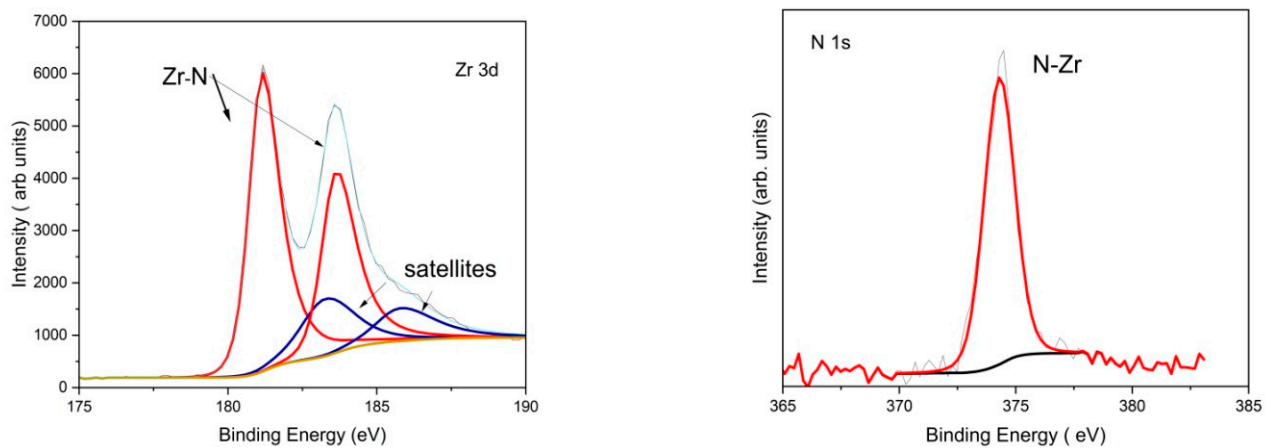 7000
6000
5000
4000
3000
2000
1000
0
Intensity ( arb units)
Zr-N
Zr 3d
satellites
175
180
185
190
Binding Energy (eV)
N 1s
N-Zr
Intensity (arb. units)
365
370
375
380
385
Binding Energy ( eV)